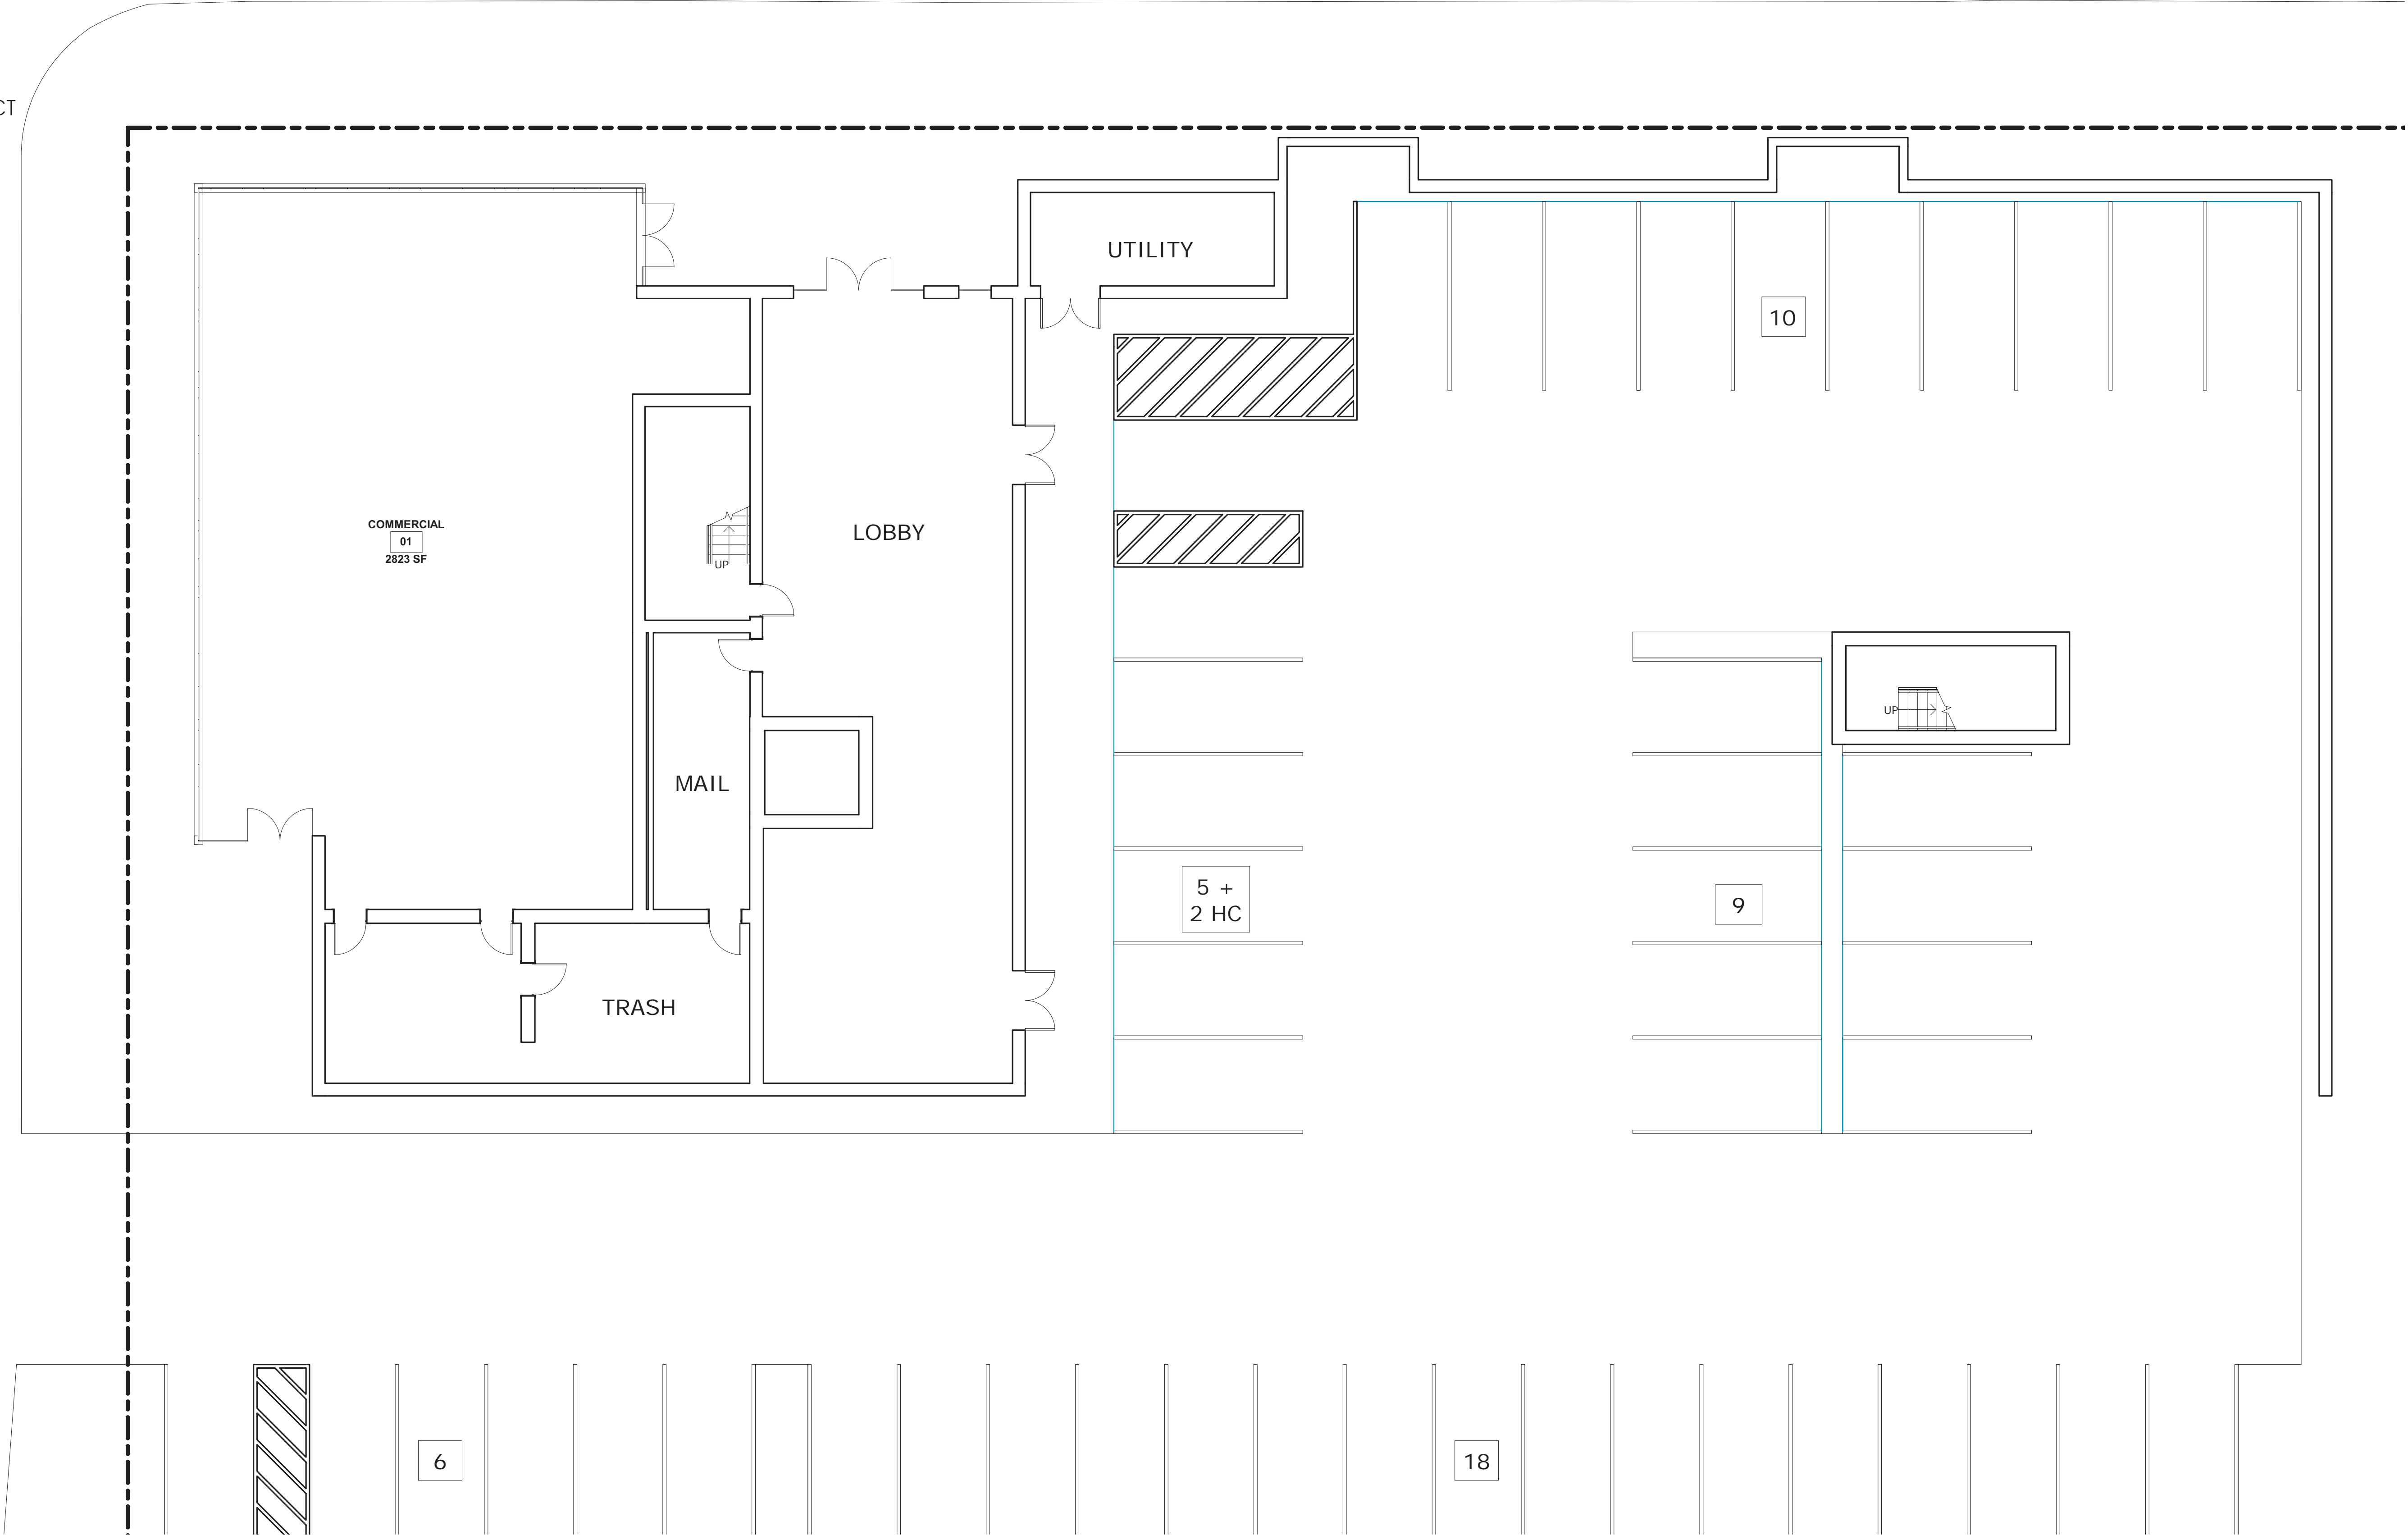 CT
UTILITY
10
COMMERCIAL
01
2823 SF
LOBBY
UP
UP
MAIL
5 +
2 HC
9
TRASH
6
18